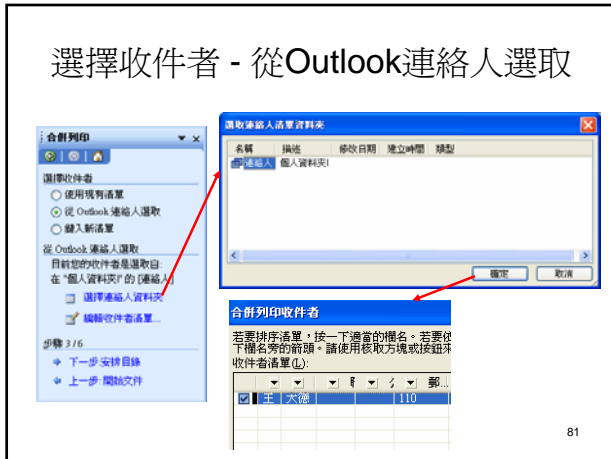 選擇收件者 - 從Outlook連絡人選取
合併列印
選擇收件者
使用現有清單
從 Outlook 連絡人選取
鍵入新清單
從 Outlook 連絡人選取
目前您的收件者是選取自:
在 "個人資料夾" 的 [連絡人]
選擇連絡人資料夾
編輯收件者清單...
步驟 3/6
下一步:安排目錄
上一步:開始文件
選取連絡人清單資料夾
名稱 描述 修改日期 建立時間 類型
連絡人 個人資料夾
確定 取消
合併列印收件者
若要排序清單,按一下適當的欄名。若要依
下欄名旁的箭頭。請使用核取方塊或按鈕來
收件者清單(L):
郵...
王 大德 110
81